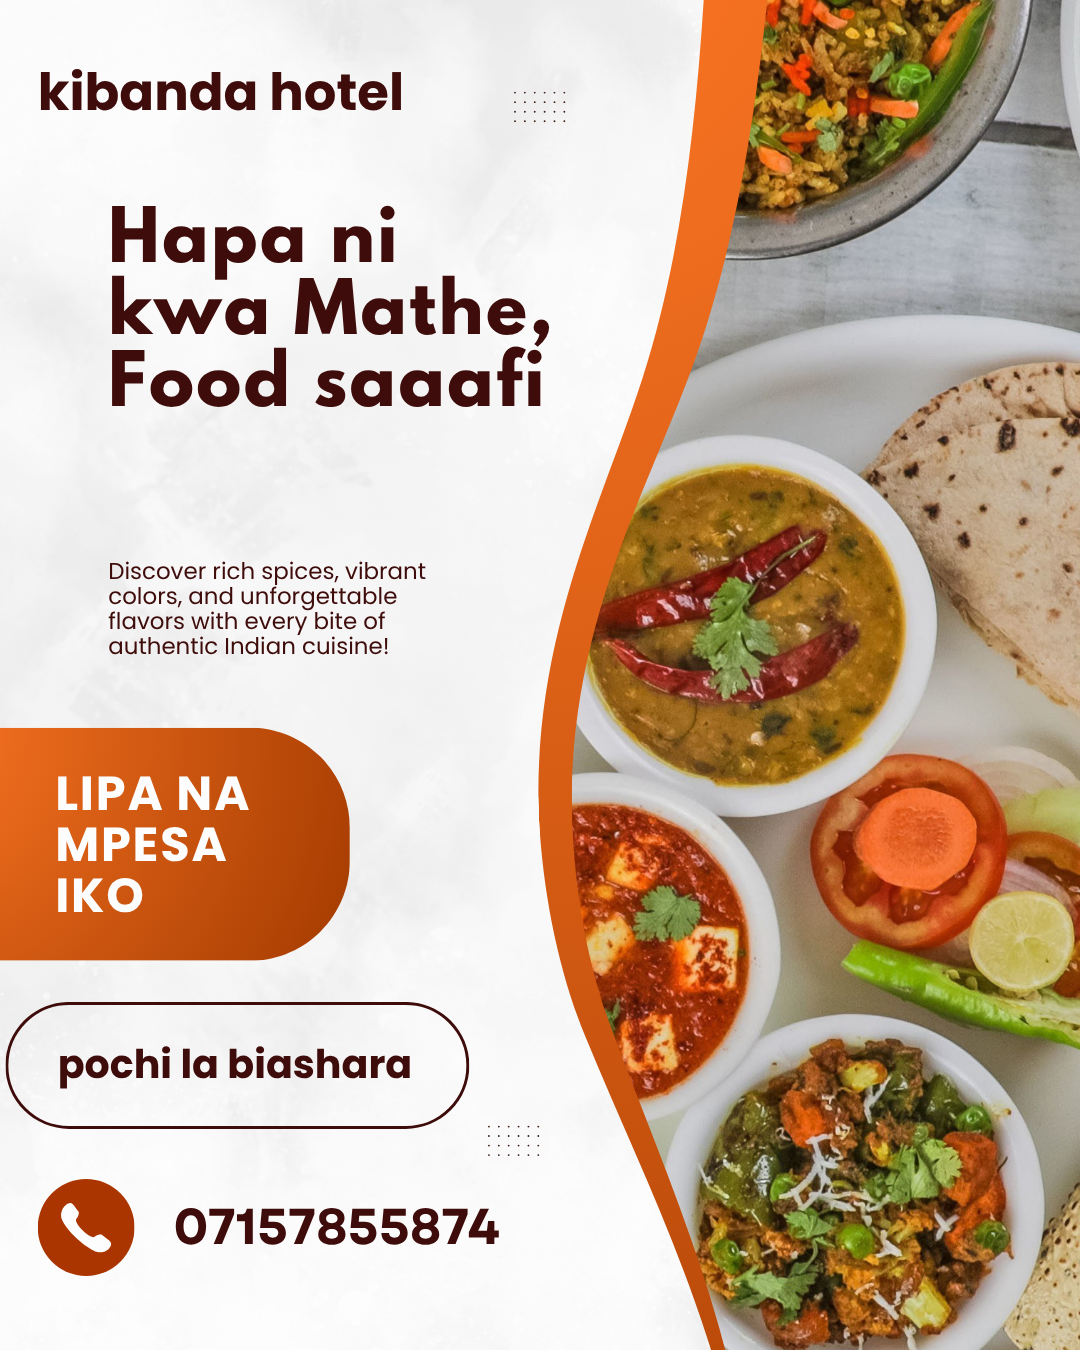 kibanda hotel
Hapa ni
kwa Mathe,
Food saaafi
Discover rich spices, vibrant
colors, and unforgettable
flavors with every bite of
authentic Indian cuisine!
LIPA NA
MPESA
IKO
pochi la biashara
07157855874